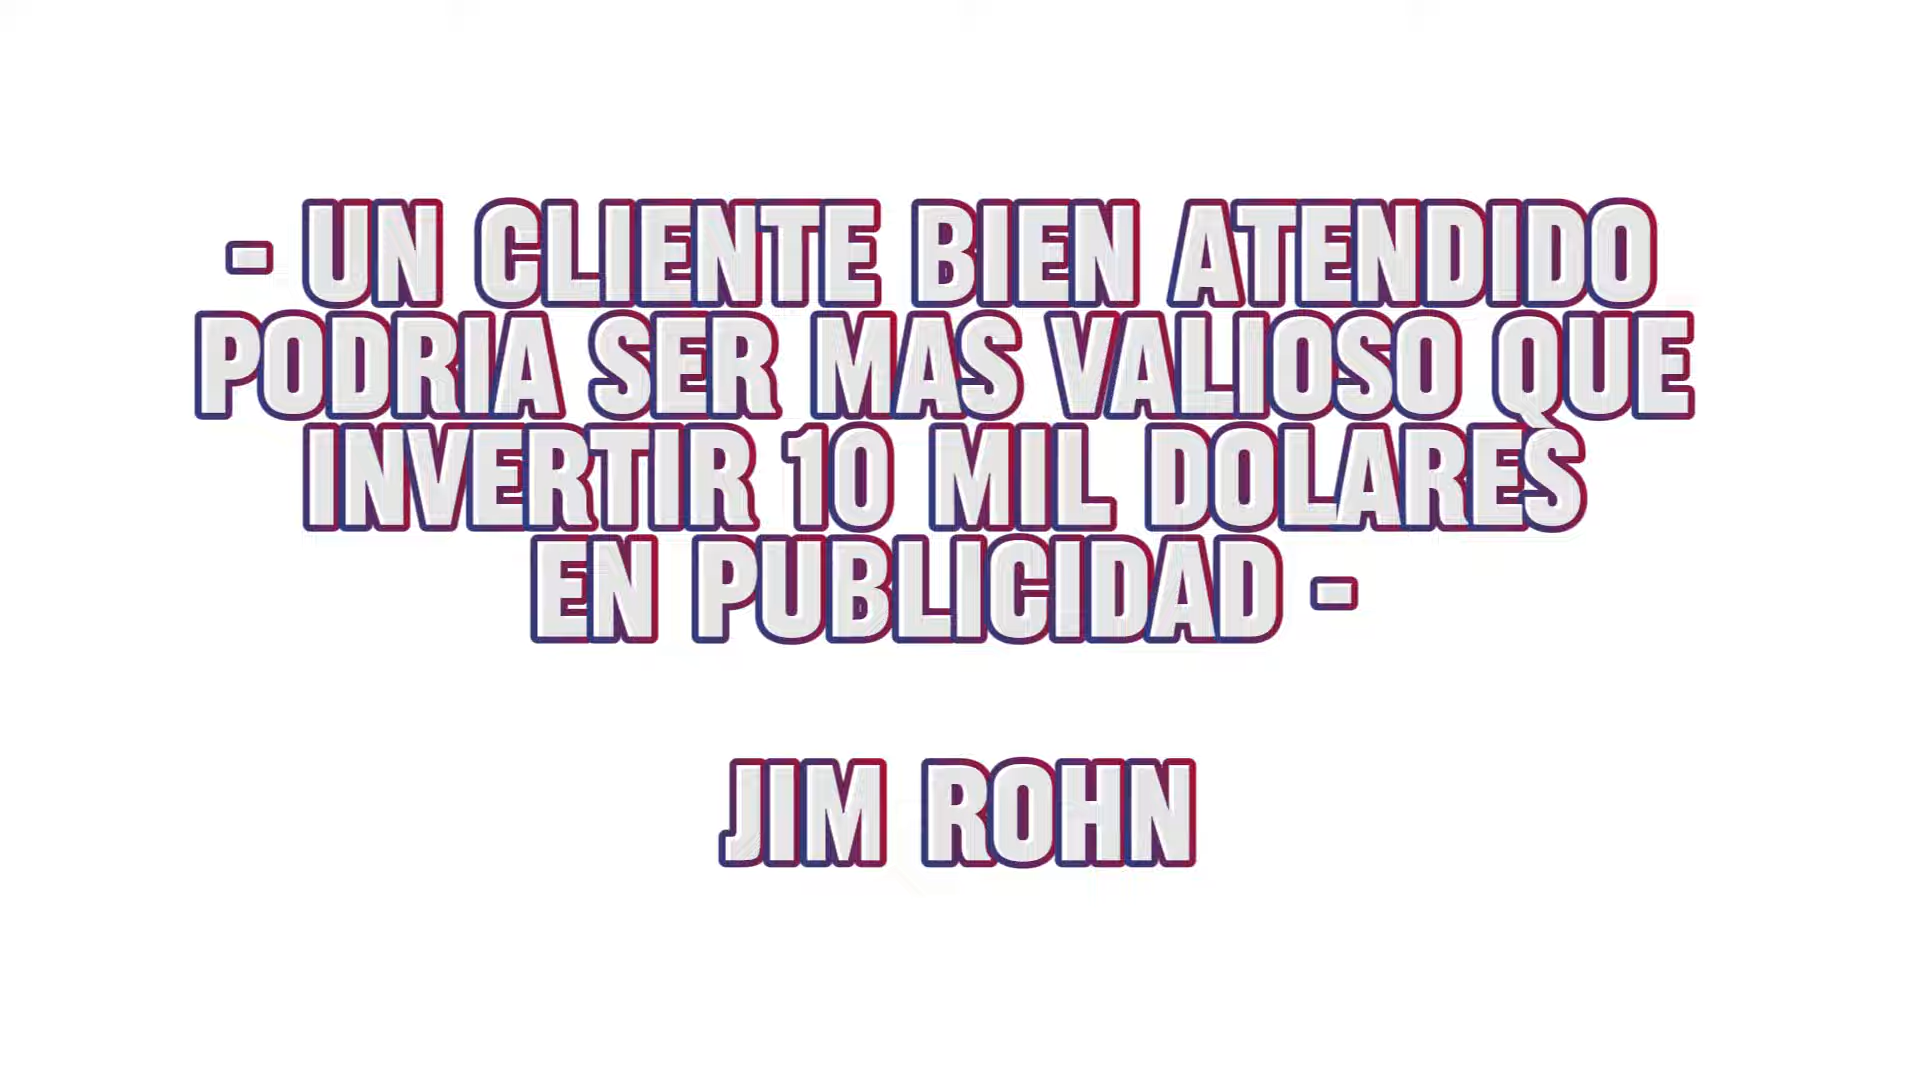 - UN CLIENTE BIEN ATENDIDO
PODRIA SER MAS VALIOSO QUE
INVERTIR 10 MIL DOLARES
EN PUBLICIDAD -
JIM ROHN